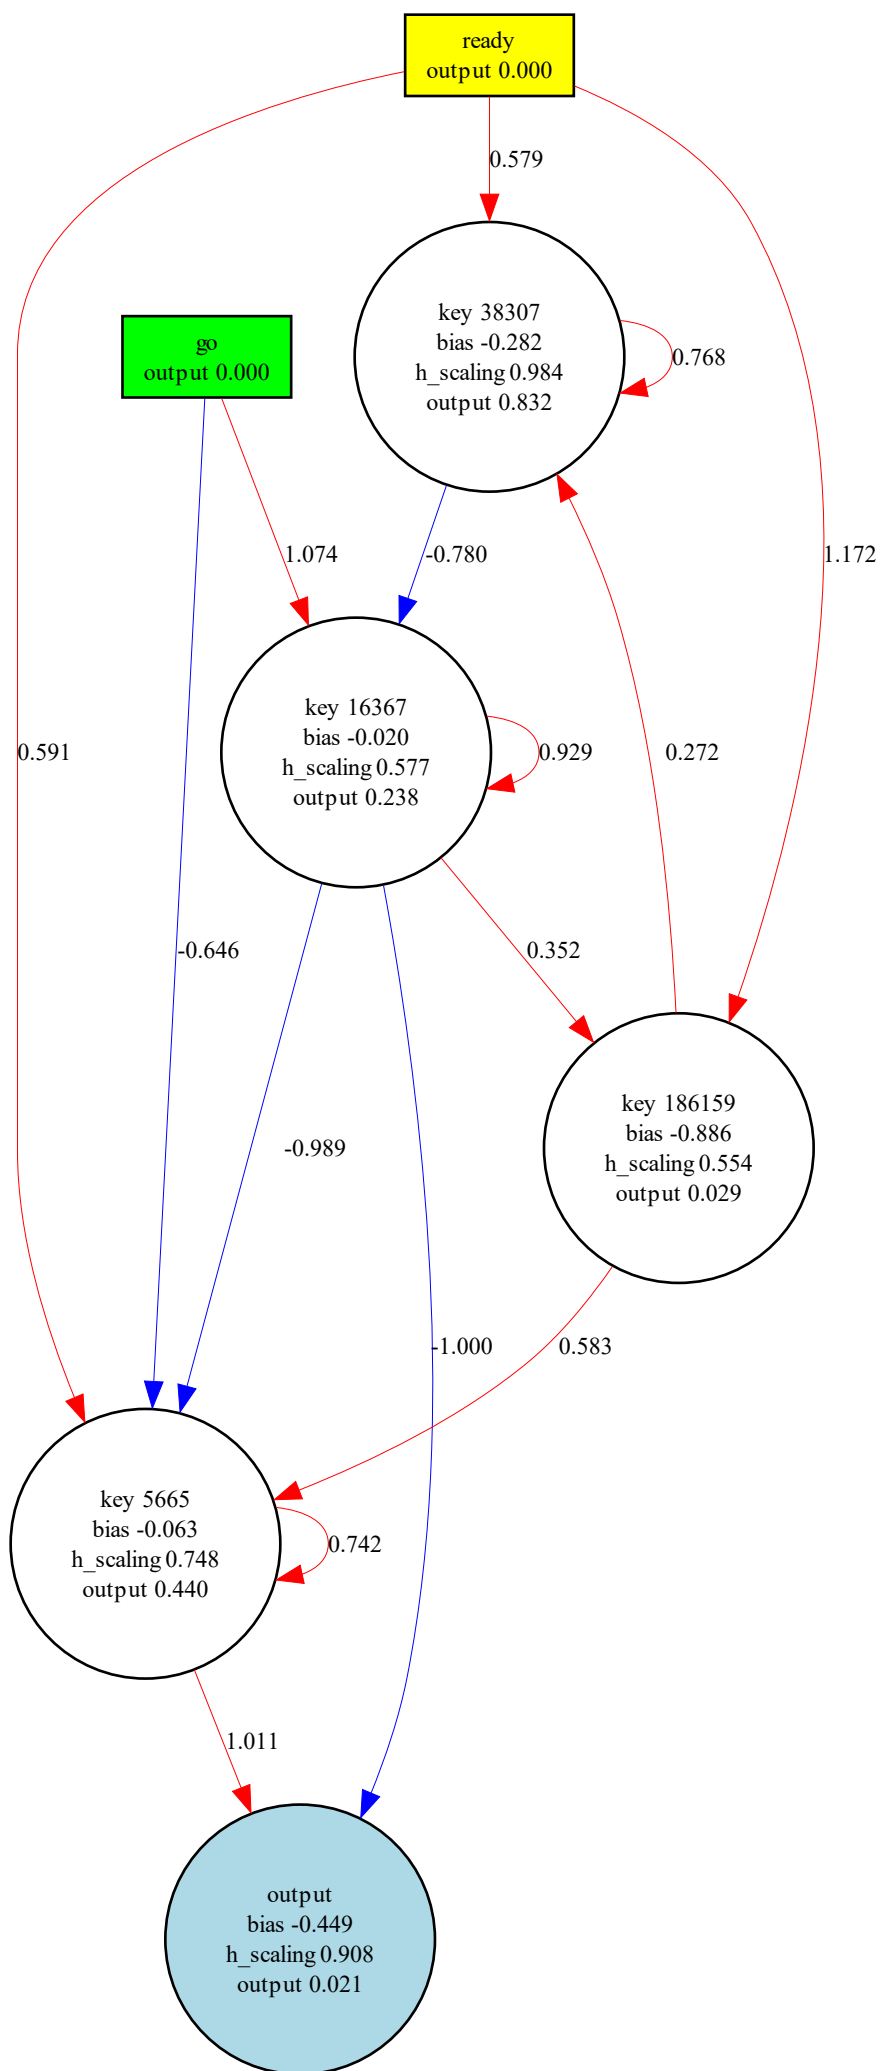 ready
output 0.000
0.579
key 38307
bias -0.282
h_scaling 0.984
output 0.832
0.768
go
output 0.000
1.074
-0.780
1.172
key 16367
bias -0.020
h_scaling 0.577
output 0.238
0.929
0.591
0.272
-0.646
0.352
key 186159
bias -0.886
h_scaling 0.554
output 0.029
-0.989
-1.000
0.583
key 5665
bias -0.063
h_scaling 0.748
output 0.440
0.742
1.011
output
bias -0.449
h_scaling 0.908
output 0.021